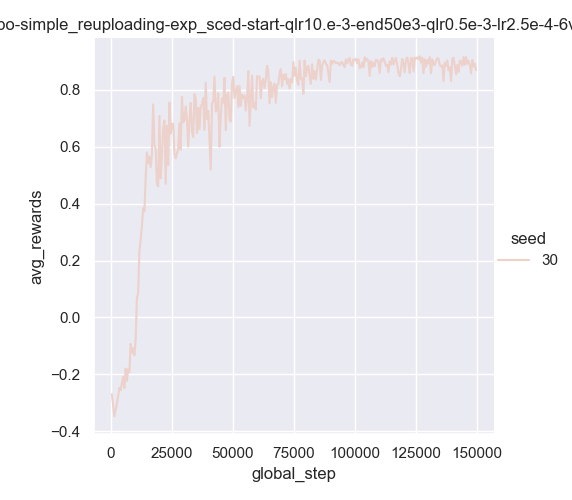 po-simple_reuploading-exp_sced-start-qlr10.e-3-end50e3-qlr0.5e-3-lr2.5e-4-6v
avg_rewards
0.8
0.6
0.4
0.2
0.0
−0.2
−0.4
0 25000 50000 75000 100000 125000 150000
global_step
seed
30